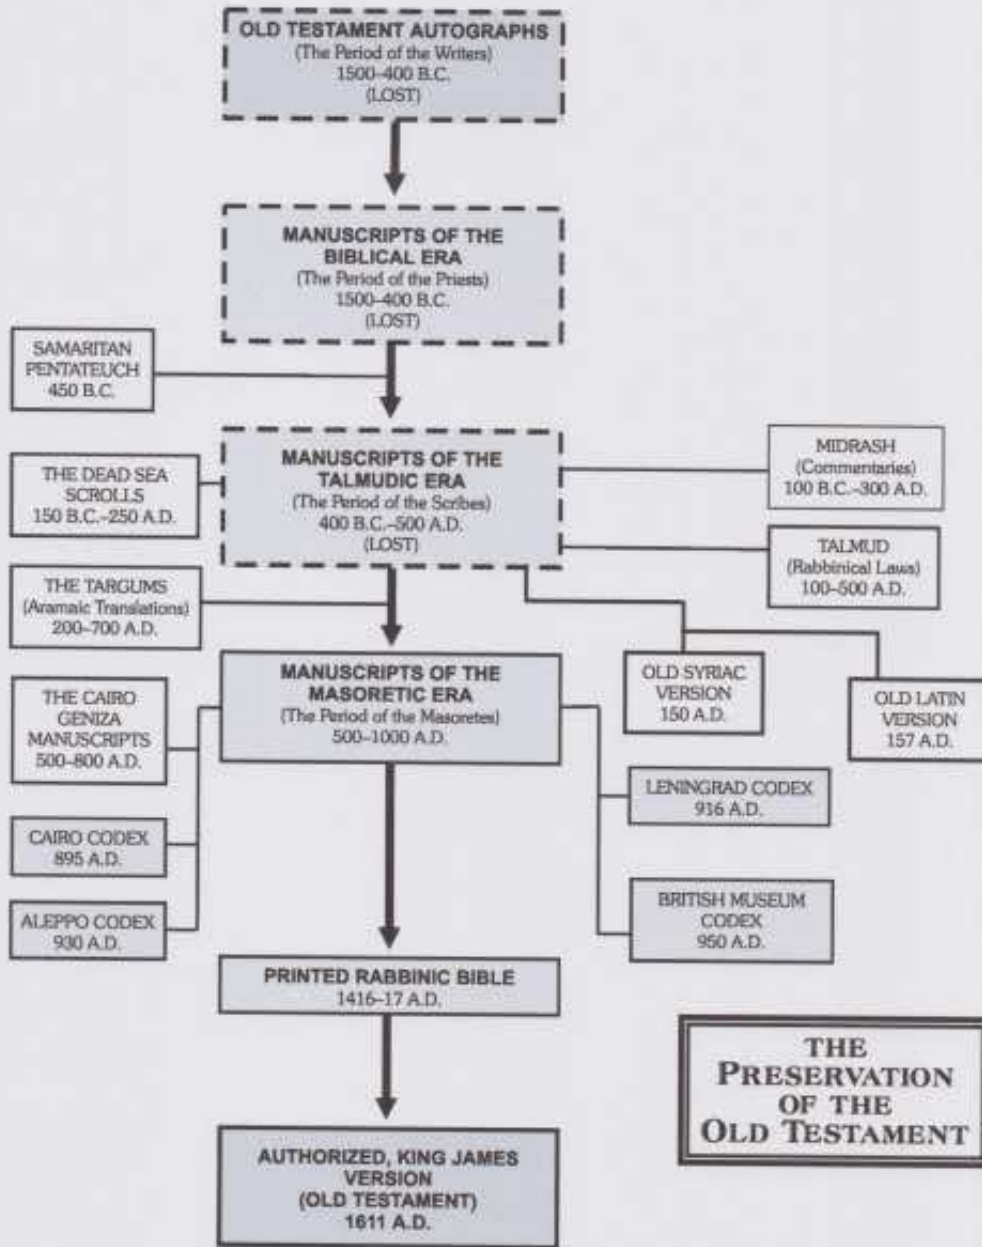 OLD TESTAMENT AUTOGRAPHS
(The Period of the Writers)
1500–400 B.C.
(LOST)
MANUSCRIPTS OF THE
BIBLICAL ERA
(The Period of the Priests)
1500–400 B.C.
(LOST)
SAMARITAN
PENTATEUCH
450 B.C.
MANUSCRIPTS OF THE
TALMUDIC ERA
(The Period of the Scribes)
400 B.C.–500 A.D.
(LOST)
THE DEAD SEA
SCROLLS
150 B.C.–250 A.D.
MIDRASH
(Commentaries)
100 B.C.–300 A.D.
TALMUD
(Rabbinical Laws)
100–500 A.D.
THE TARGUMS
(Aramaic Translations)
200–700 A.D.
MANUSCRIPTS OF THE
MASORETIC ERA
(The Period of the Masoretes)
500–1000 A.D.
OLD SYRIAC
VERSION
150 A.D.
OLD LATIN
VERSION
157 A.D.
THE CAIRO
GENIZA
MANUSCRIPTS
500–800 A.D.
LENINGRAD CODEX
916 A.D.
CAIRO CODEX
895 A.D.
ALEPPO CODEX
930 A.D.
BRITISH MUSEUM
CODEX
950 A.D.
PRINTED RABBINIC BIBLE
1416–17 A.D.
THE
PRESERVATION
OF THE
OLD TESTAMENT
AUTHORIZED, KING JAMES
VERSION
(OLD TESTAMENT)
1611 A.D.